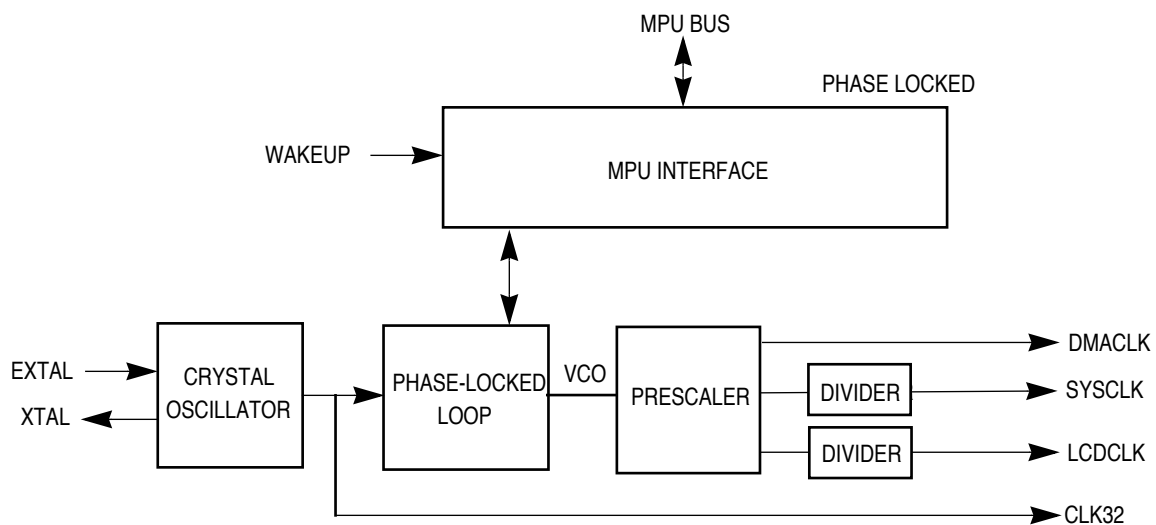 MPU BUS
PHASE LOCKED
WAKEUP
MPU INTERFACE
EXTAL
XTAL
CRYSTAL
OSCILLATOR
PHASE-LOCKED
LOOP
VCO
PRESCALER
DIVIDER
DIVIDER
DMACLK
SYSCLK
LCDCLK
CLK32